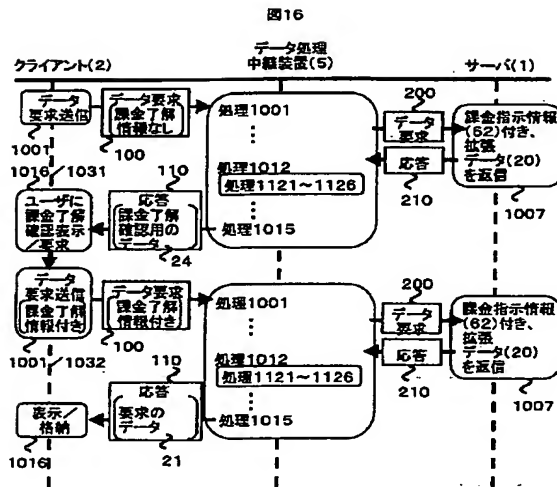 図16
クライアント(2)
データ処理
中継装置(5)
サーバ(1)
データ
要求送信
1001
データ要求
課金了解
情報なし
100
処理1001
処理1012
処理1121〜1126
処理1015
200
データ
要求
応答
210
課金指示情報
(62)付き、
拡張
データ(20)
を返信
1007
1016
1031
ユーザに
課金了解
確認表示
/要求
110
応答
課金了解
確認用の
データ
24
データ
要求送信
課金了解
情報付き
1001
1032
データ要求
課金了解
情報付き
100
処理1001
処理1012
処理1121〜1126
処理1015
200
データ
要求
応答
210
課金指示情報
(62)付き、
拡張
データ(20)
を返信
1007
110
応答
要求の
データ
21
表示/
格納
1016